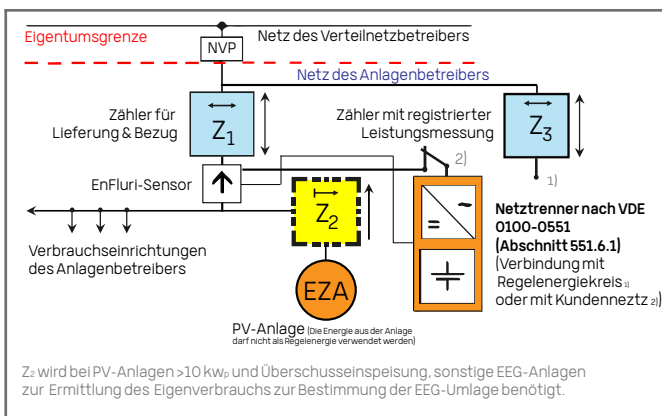 Eigentumsgrenze
Netz des Verteilnetzbetreibers
NVP
Netz des Anlagenbetreibers
Zähler für
Lieferung & Bezug
Z1
Zähler mit registrierter
Leistungsmessung
Z3
2)
1)
EnFluri-Sensor
Z2
= ~
Netztrenner nach VDE
0100-0551
(Abschnitt 551.6.1)
(Verbindung mit
Regelenergiekreis 1)
oder mit Kundenneztz 2))
Verbrauchseinrichtungen
des Anlagenbetreibers
EZA
PV-Anlage (Die Energie aus der Anlage
darf nicht als Regelenergie verwendet werden)
Z2 wird bei PV-Anlagen >10 kwp und Überschusseinspeisung, sonstige EEG-Anlagen
zur Ermittlung des Eigenverbrauchs zur Bestimmung der EEG-Umlage benötigt.